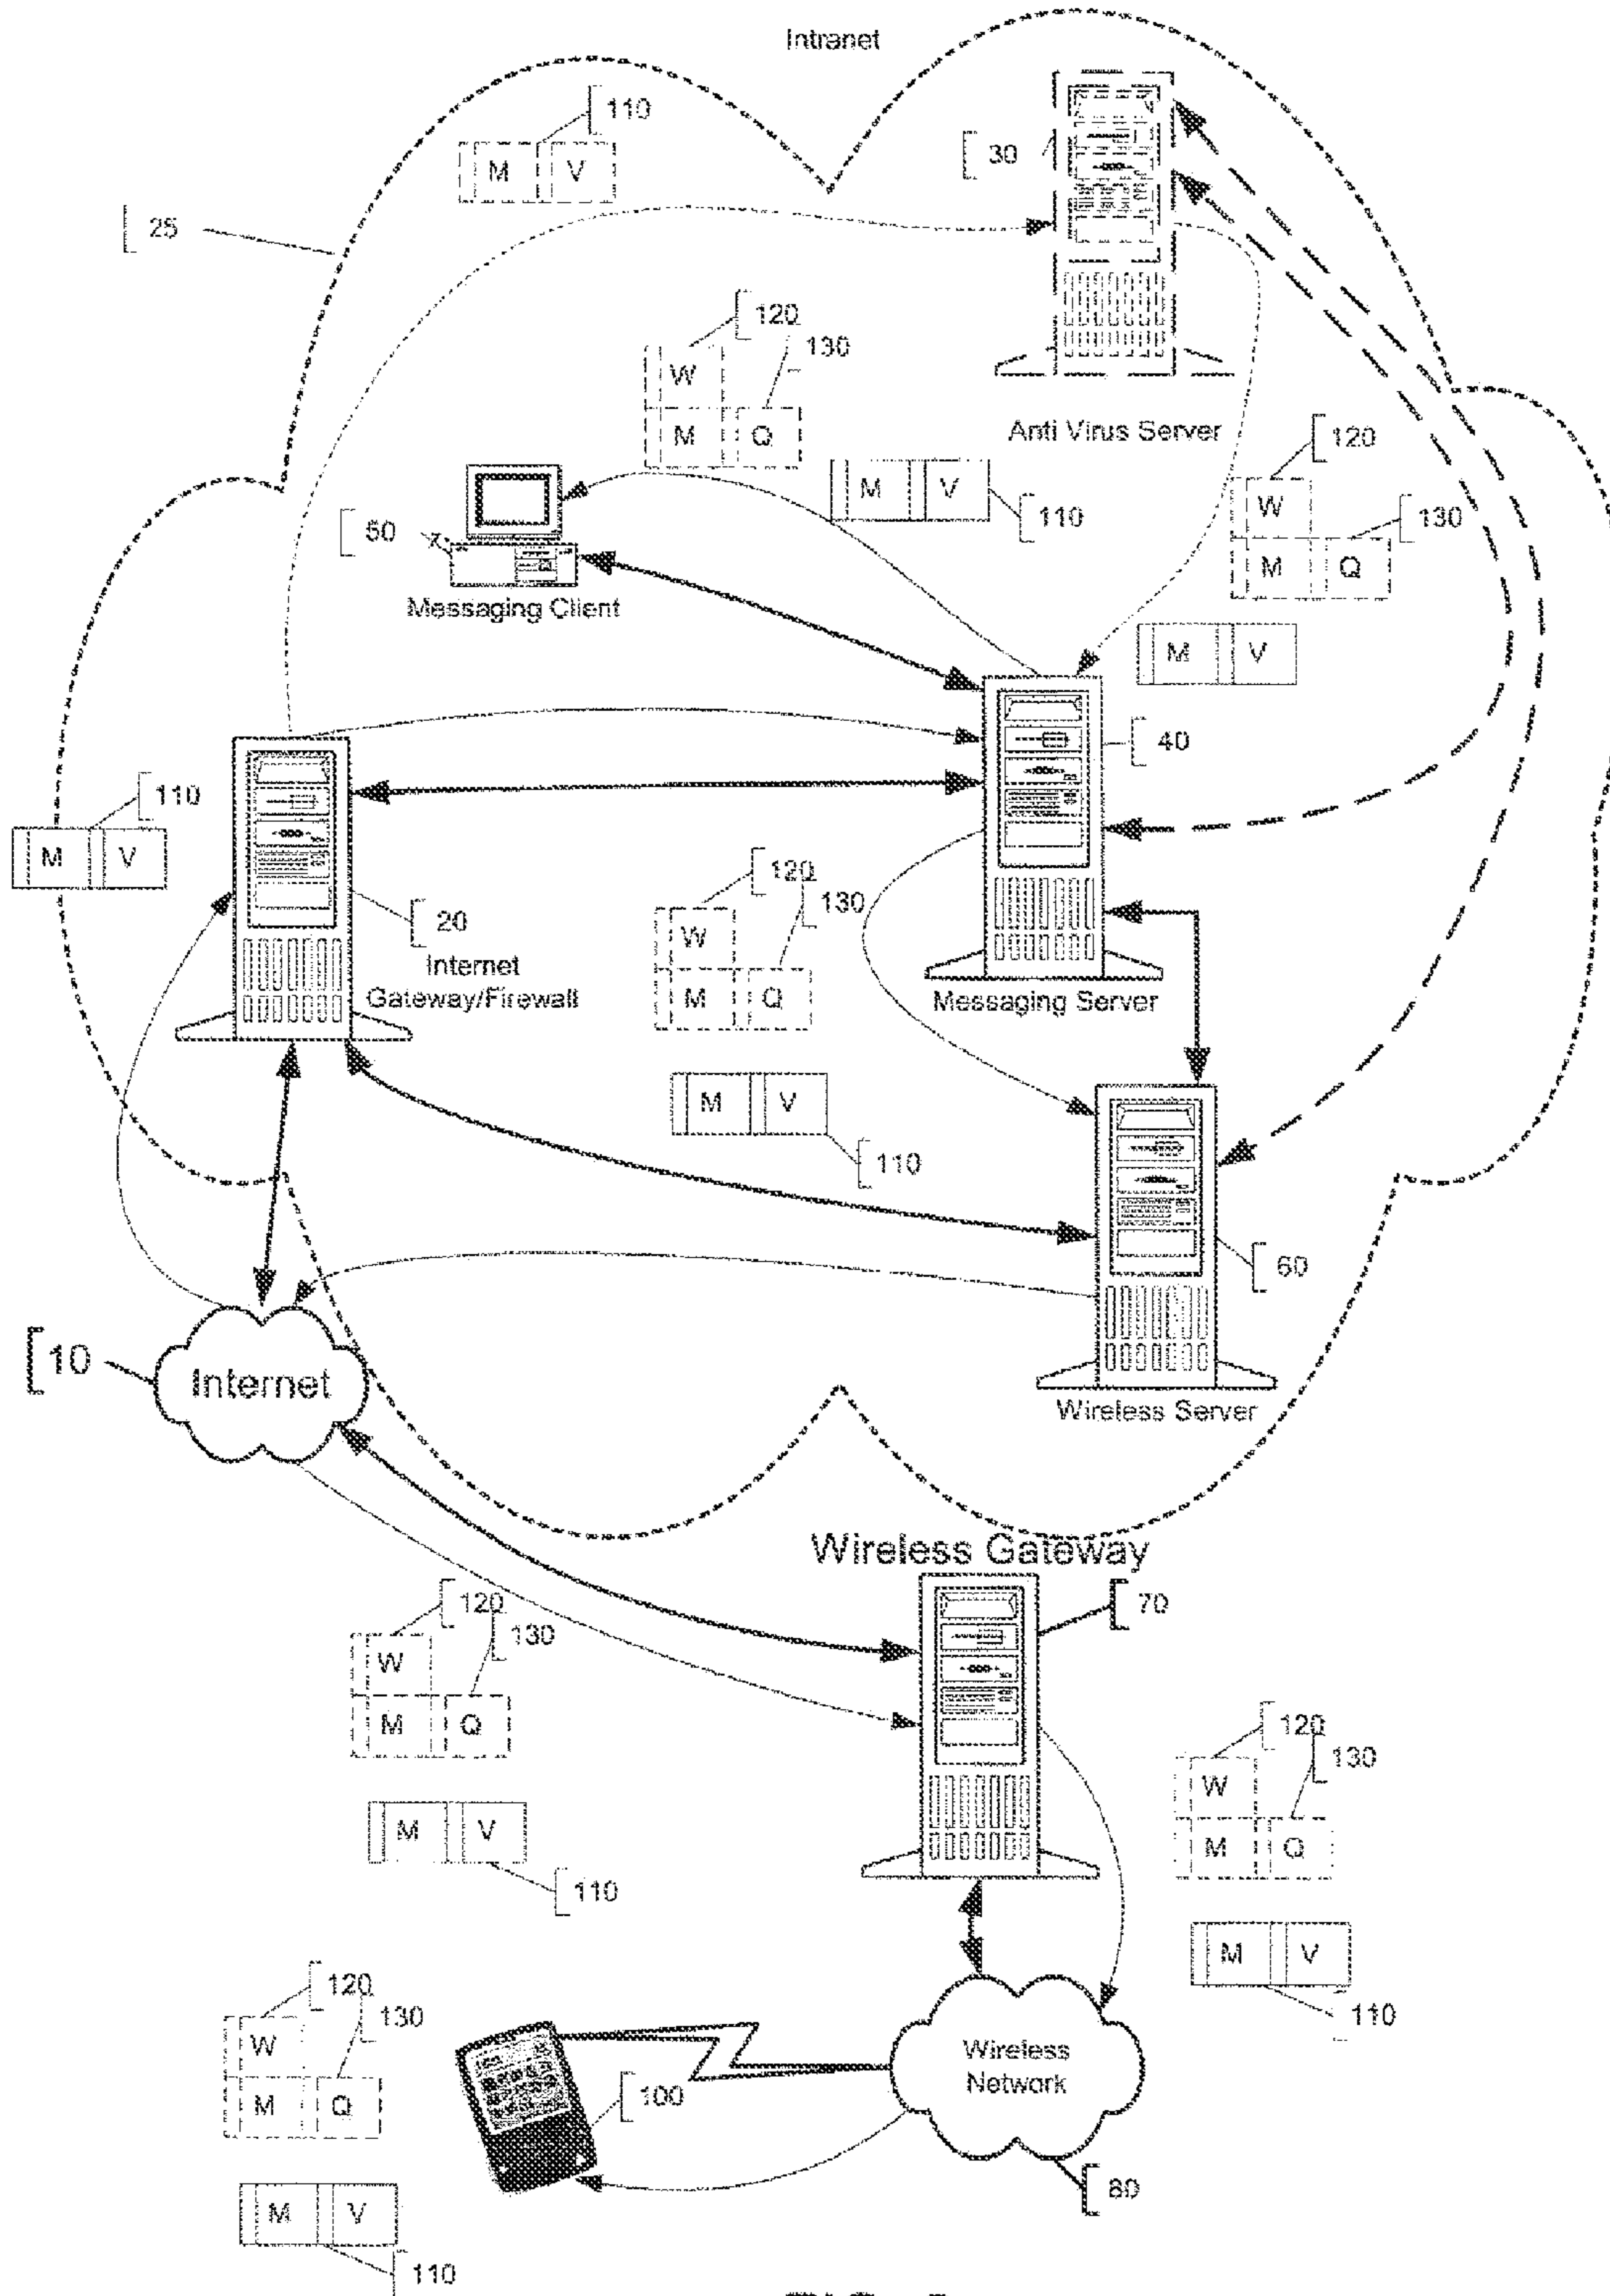 Intranet
110
M V
30
25
120
130
W
M Q
Anti Virus Server
120
M V
110
W
130
M Q
50
Messaging Client
M V
40
110
M V
120
130
W
20
Internet
Gateway/Firewall
M Q
Messaging Server
M V
110
60
10
Internet
Wireless Server
Wireless Gateway
70
120
130
W
M Q
120
130
W
M Q
M V
110
M V
110
120
130
W
M Q
Wireless
Network
100
80
M V
110